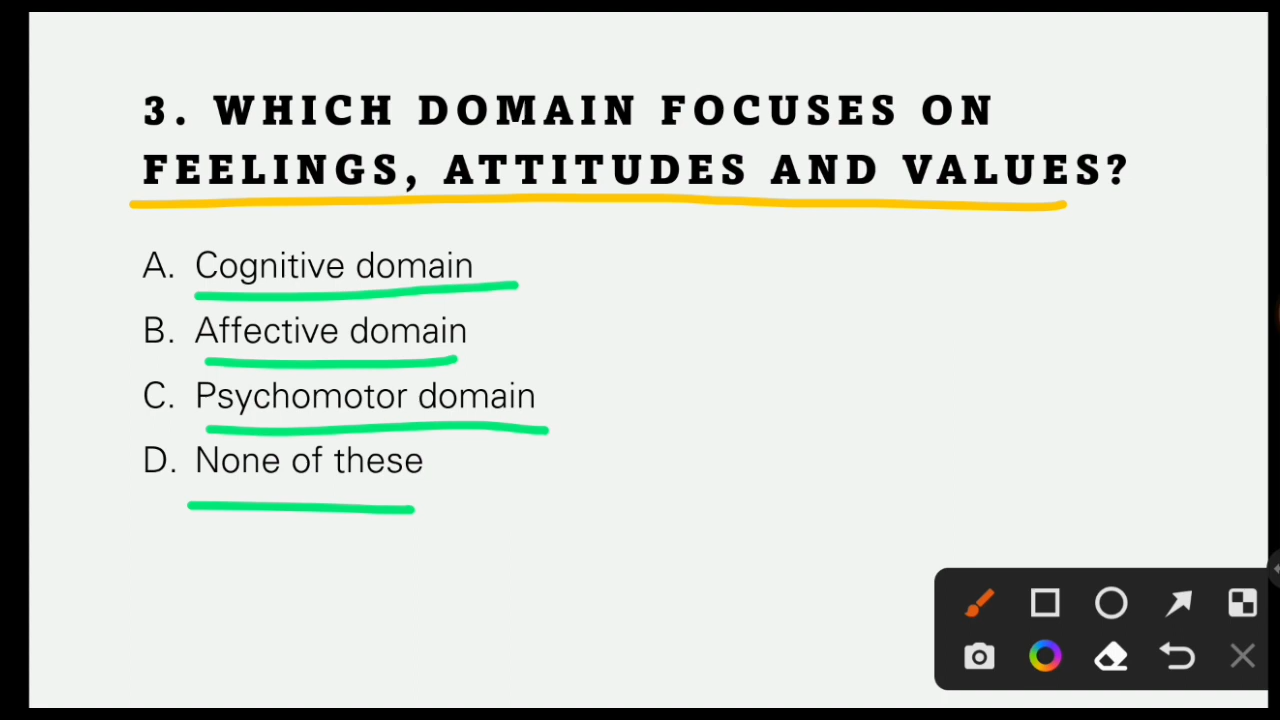 3. WHICH DOMAIN FOCUSES ON
FEELINGS, ATTITUDES AND VALUES?
A. Cognitive domain
B. Affective domain
C. Psychomotor domain
D. None of these